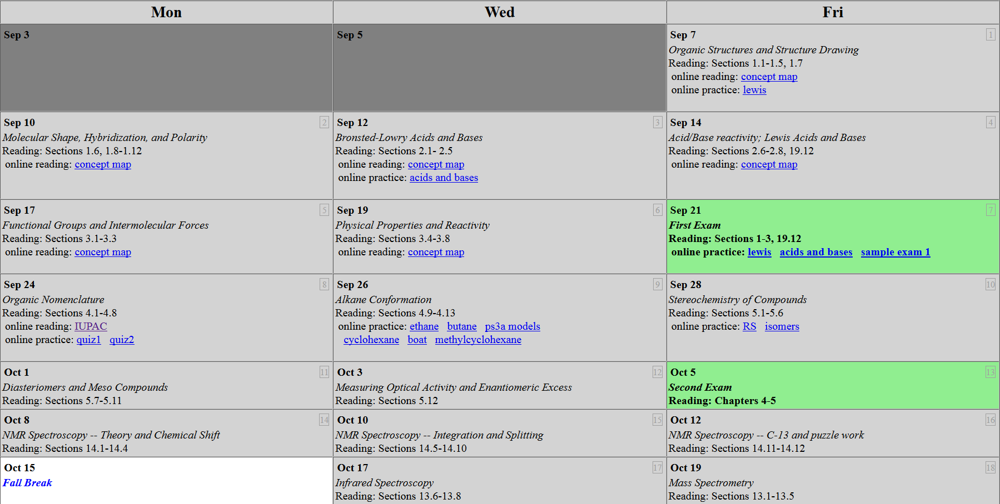 Mon
Wed
Fri
Sep 3
Sep 5
Sep 7
1
Organic Structures and Structure Drawing
Reading: Sections 1.1-1.5, 1.7
online reading: concept map
online practice: lewis
Sep 10
2
Molecular Shape, Hybridization, and Polarity
Reading: Sections 1.6, 1.8-1.12
online reading: concept map
Sep 12
3
Bronsted-Lowry Acids and Bases
Reading: Sections 2.1- 2.5
online reading: concept map
online practice: acids and bases
Sep 14
4
Acid/Base reactivity; Lewis Acids and Bases
Reading: Sections 2.6-2.8, 19.12
online reading: concept map
Sep 17
5
Functional Groups and Intermolecular Forces
Reading: Sections 3.1-3.3
online reading: concept map
Sep 19
6
Physical Properties and Reactivity
Reading: Sections 3.4-3.8
online reading: concept map
Sep 21
7
First Exam
Reading: Sections 1-3, 19.12
online practice: lewis acids and bases sample exam 1
Sep 24
8
Organic Nomenclature
Reading: Sections 4.1-4.8
online reading: IUPAC
online practice: quiz1 quiz2
Sep 26
9
Alkane Conformation
Reading: Sections 4.9-4.13
online practice: ethane butane ps3a models
cyclohexane boat methylcyclohexane
Sep 28
10
Stereochemistry of Compounds
Reading: Sections 5.1-5.6
online practice: RS isomers
Oct 1
11
Diasteriomers and Meso Compounds
Reading: Sections 5.7-5.11
Oct 3
12
Measuring Optical Activity and Enantiomeric Excess
Reading: Sections 5.12
Oct 5
13
Second Exam
Reading: Chapters 4-5
Oct 8
14
NMR Spectroscopy -- Theory and Chemical Shift
Reading: Sections 14.1-14.4
Oct 10
15
NMR Spectroscopy -- Integration and Splitting
Reading: Sections 14.5-14.10
Oct 12
16
NMR Spectroscopy -- C-13 and puzzle work
Reading: Sections 14.11-14.12
Oct 15
Fall Break
Oct 17
17
Infrared Spectroscopy
Reading: Sections 13.6-13.8
Oct 19
18
Mass Spectrometry
Reading: Sections 13.1-13.5